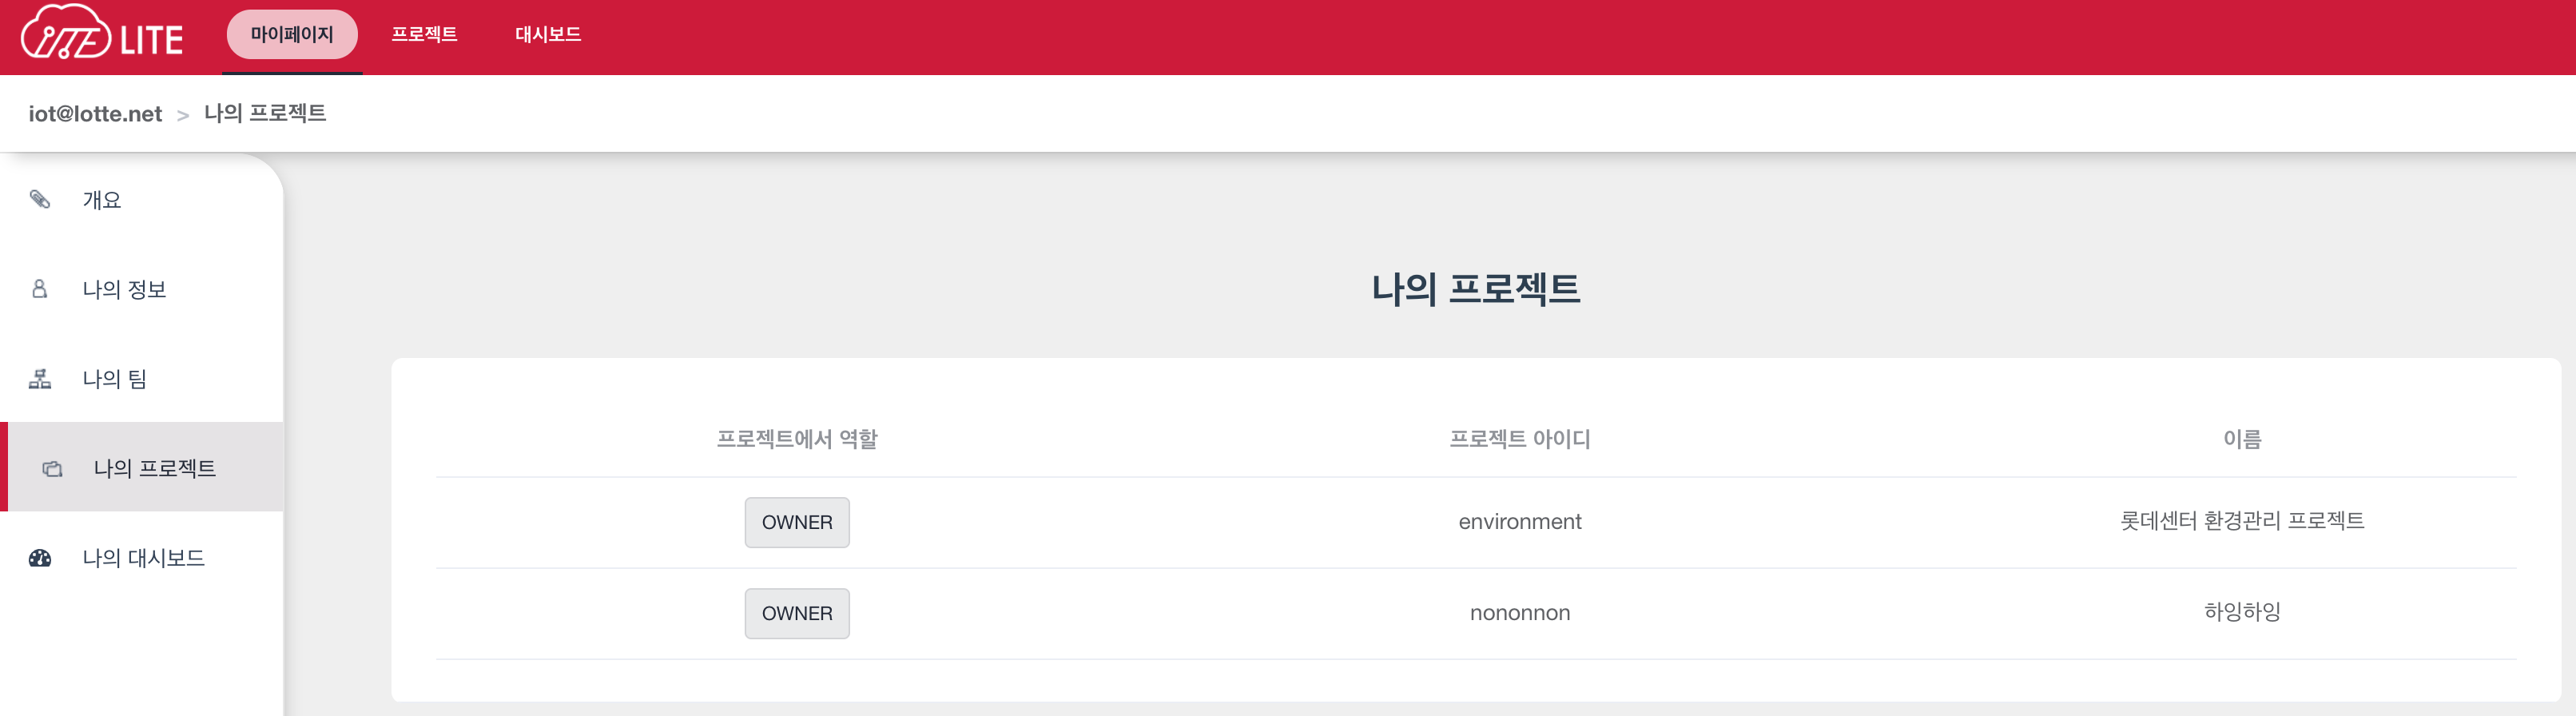 LITE 마이페이지 프로젝트 대시보드
iot@lotte.net > 나의 프로젝트
개요
나의 정보
나의 팀
나의 프로젝트
나의 대시보드
나의 프로젝트
프로젝트에서 역할 프로젝트 아이디 이름
OWNER environment 롯데센터 환경관리 프로젝트
OWNER nononnon 하잉하잉